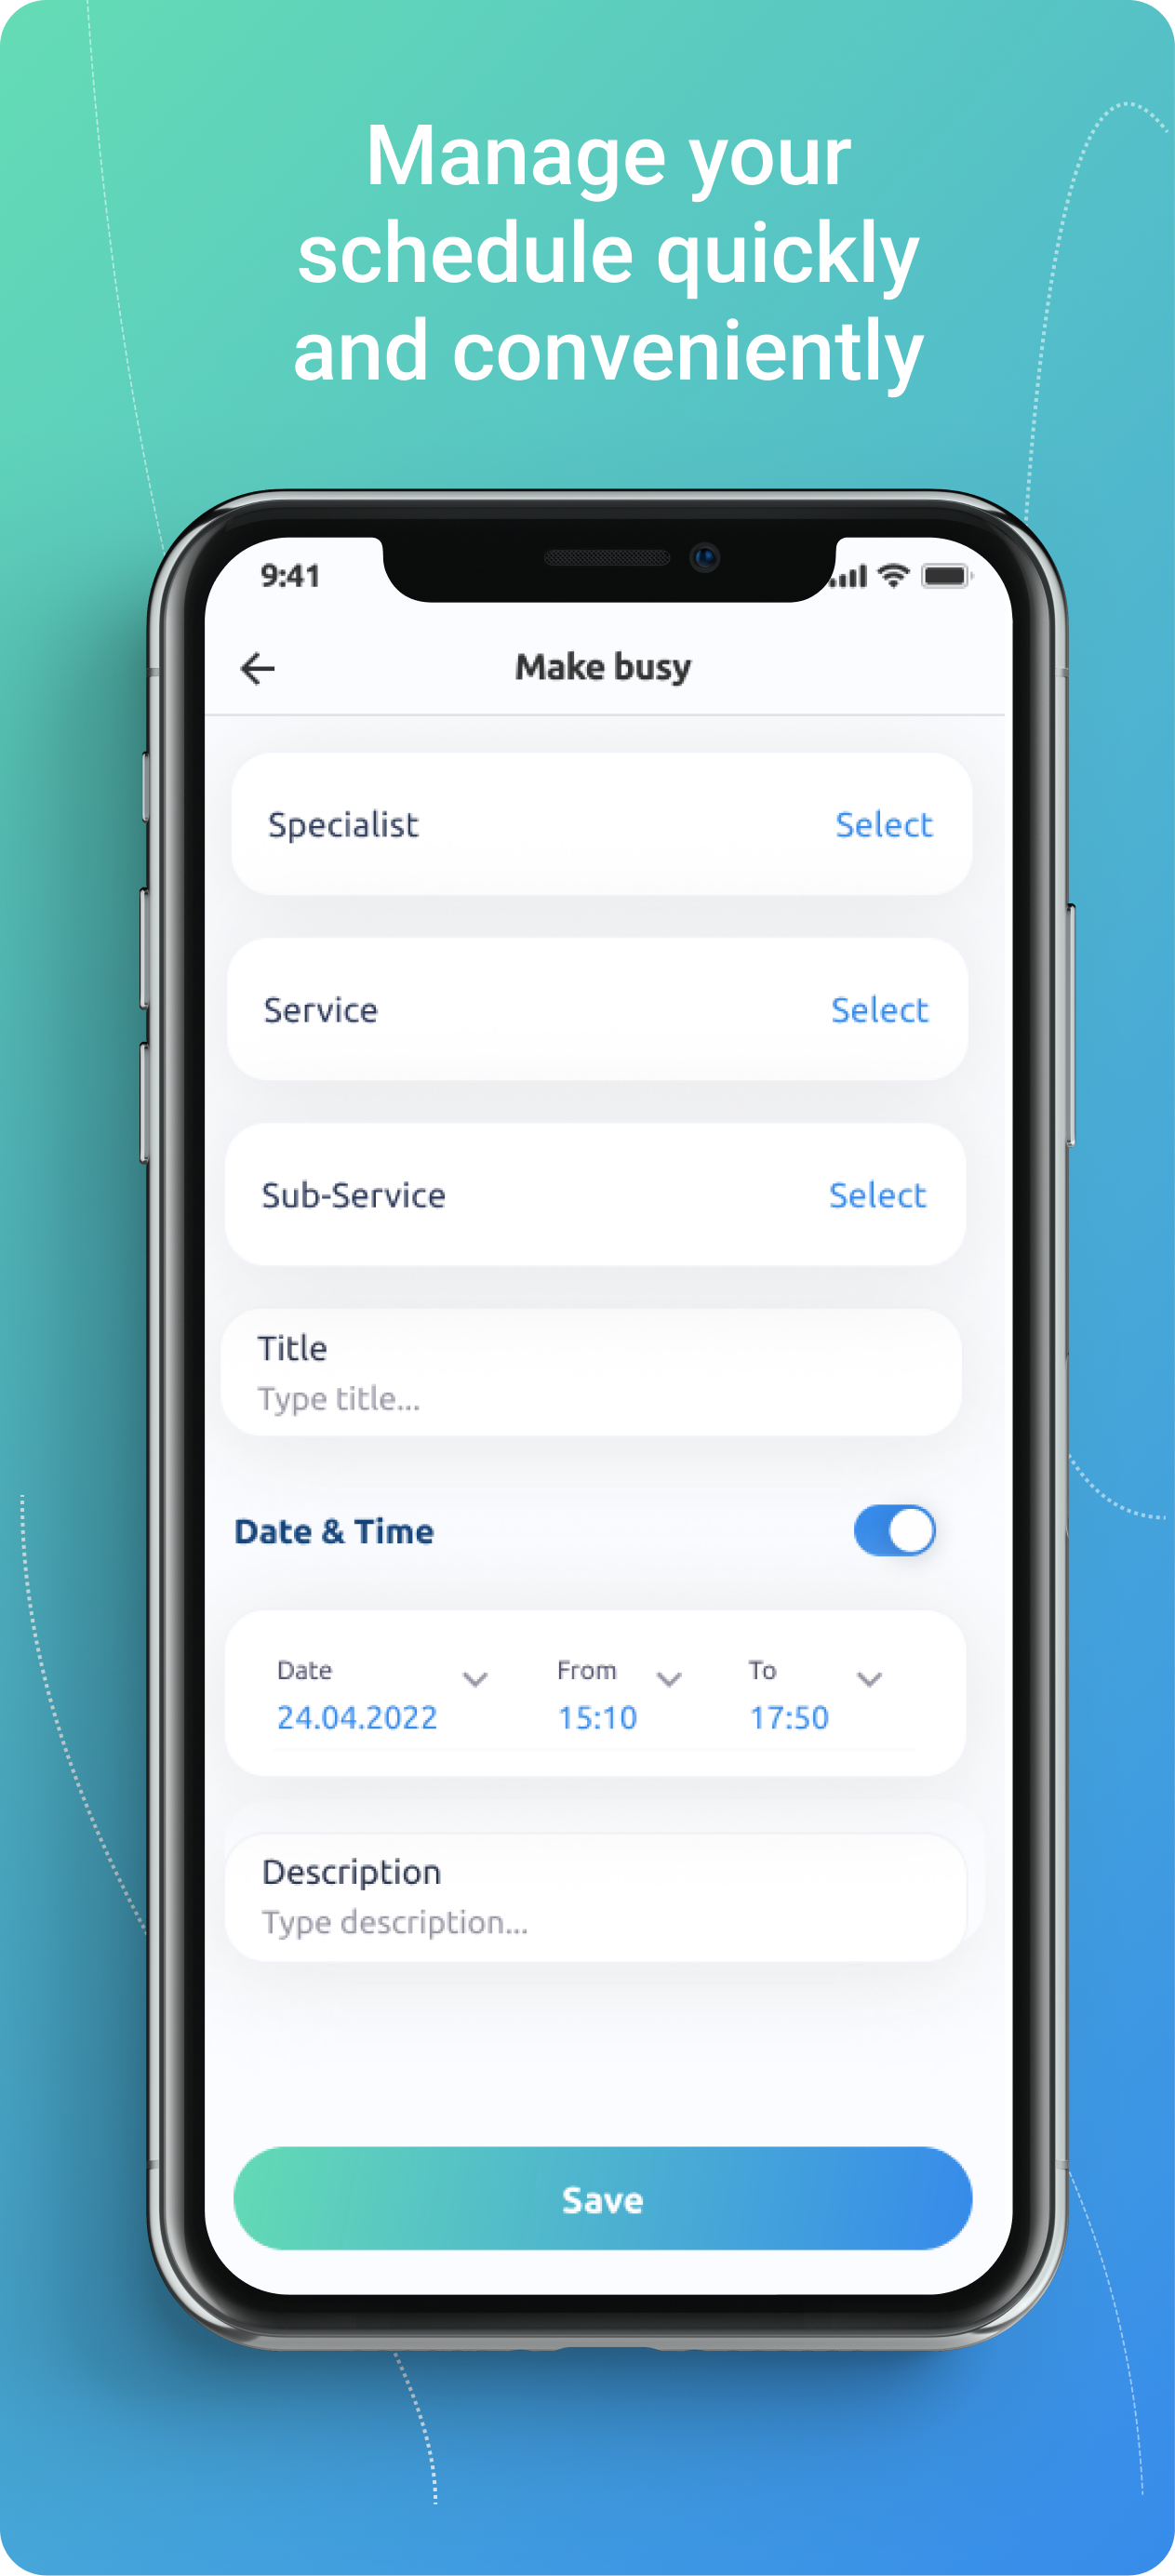 Manage your
schedule quickly
and conveniently
9:41
Make busy
Specialist Select
Service Select
Sub-Service Select
Title
Type title...
Date & Time
Date From To
24.04.2022 15:10 17:50
Description
Type description...
Save